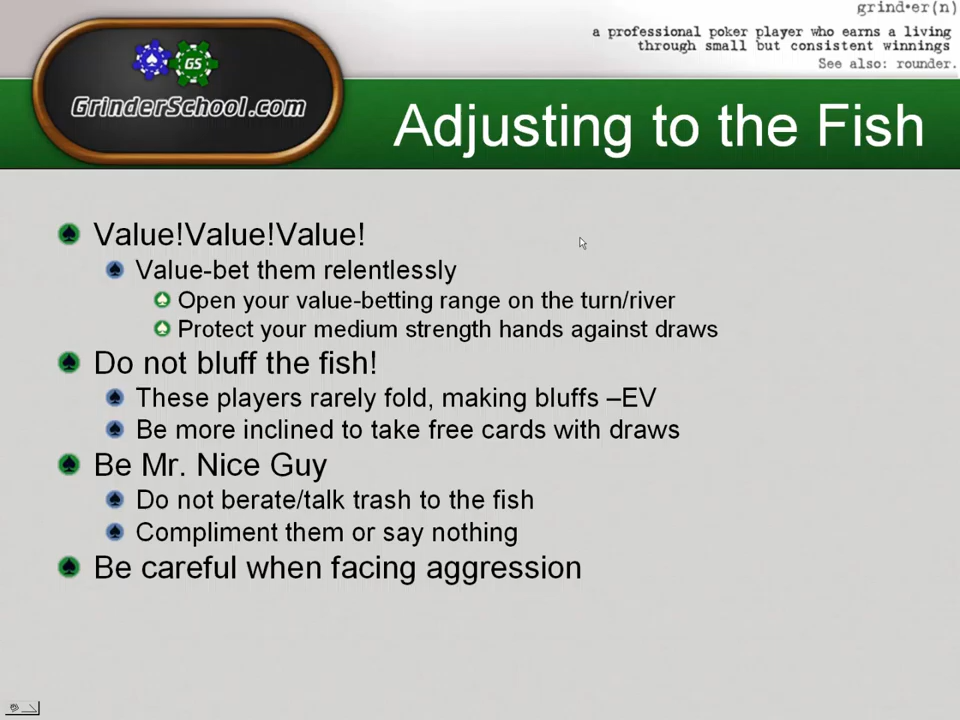 grind•er(n)
a professional poker player who earns a living
through small but consistent winnings
See also: rounder.
GS
GrinderSchool.com
Adjusting to the Fish
Value!Value!Value!
Value-bet them relentlessly
Open your value-betting range on the turn/river
Protect your medium strength hands against draws
Do not bluff the fish!
These players rarely fold, making bluffs –EV
Be more inclined to take free cards with draws
Be Mr. Nice Guy
Do not berate/talk trash to the fish
Compliment them or say nothing
Be careful when facing aggression